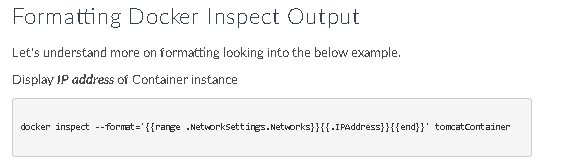 Formatting Docker Inspect Output
Let's understand more on formatting looking into the below example.
Display IP address of Container instance
docker inspect --format='{{range .NetworkSettings.Networks}}{{.IPAddress}}{{end}}' tomcatContainer